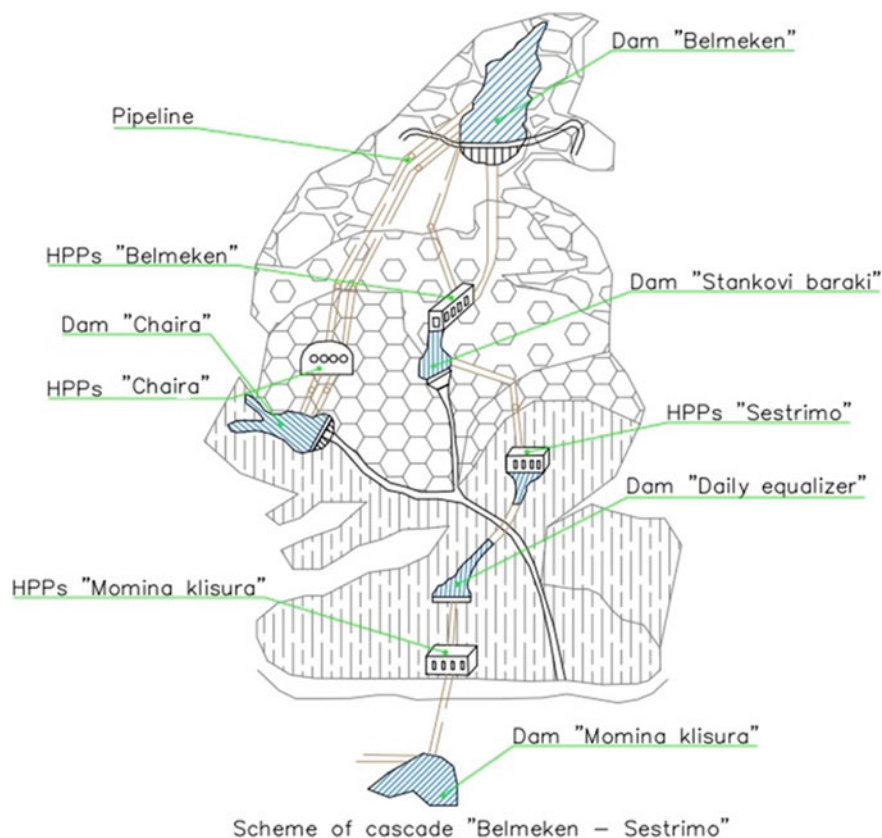 Dam "Belmeken"
Pipeline
HPPs "Belmeken"
Dam "Stankovi baraki"
Dam "Chaira"
HPPs "Chaira"
HPPs "Sestrimo"
Dam "Daily equalizer"
HPPs "Momina klisura"
Dam "Momina klisura"
Scheme of cascade "Belmeken – Sestrimo"